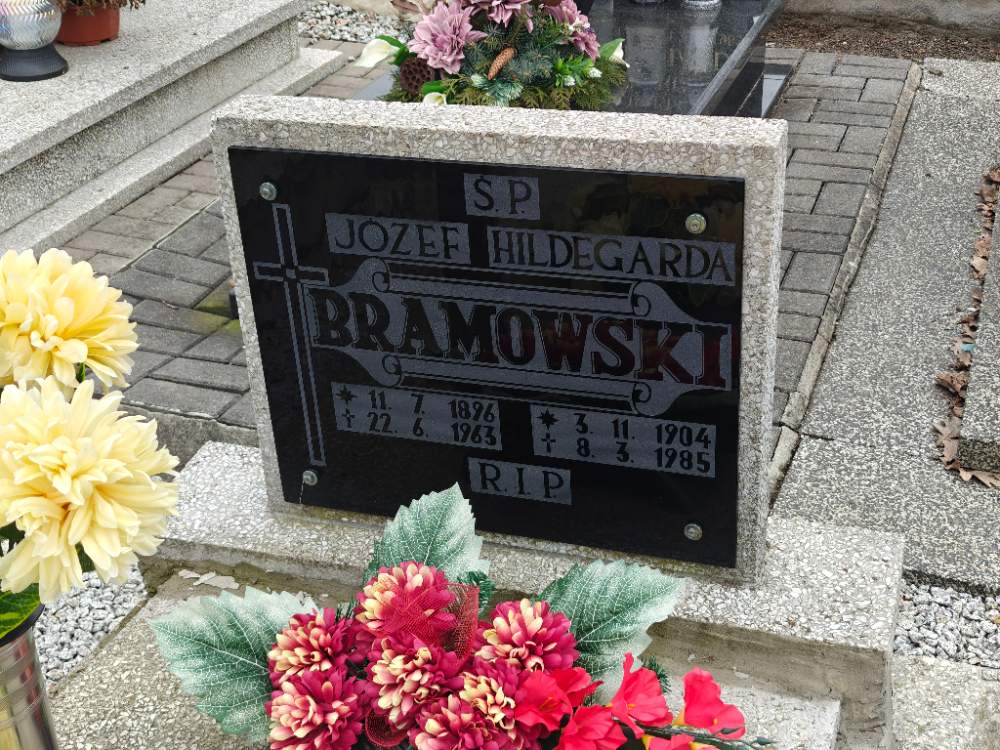 Ś.P.
JÓZEF HILDEGARDA
BRAMOWSKI
* 11. 7. 1896 * 3. 11. 1904
† 22. 6. 1963 † 8. 3. 1985
R.I.P